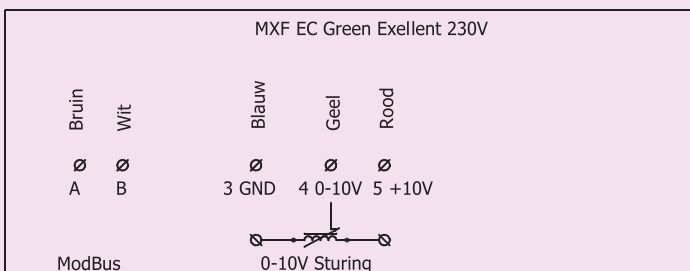 MXF EC Green Exellent 230V
Bruin Wit Blauw Geel Rood
A B 3 GND 4 0-10V 5 +10V
ModBus 0-10V Sturing